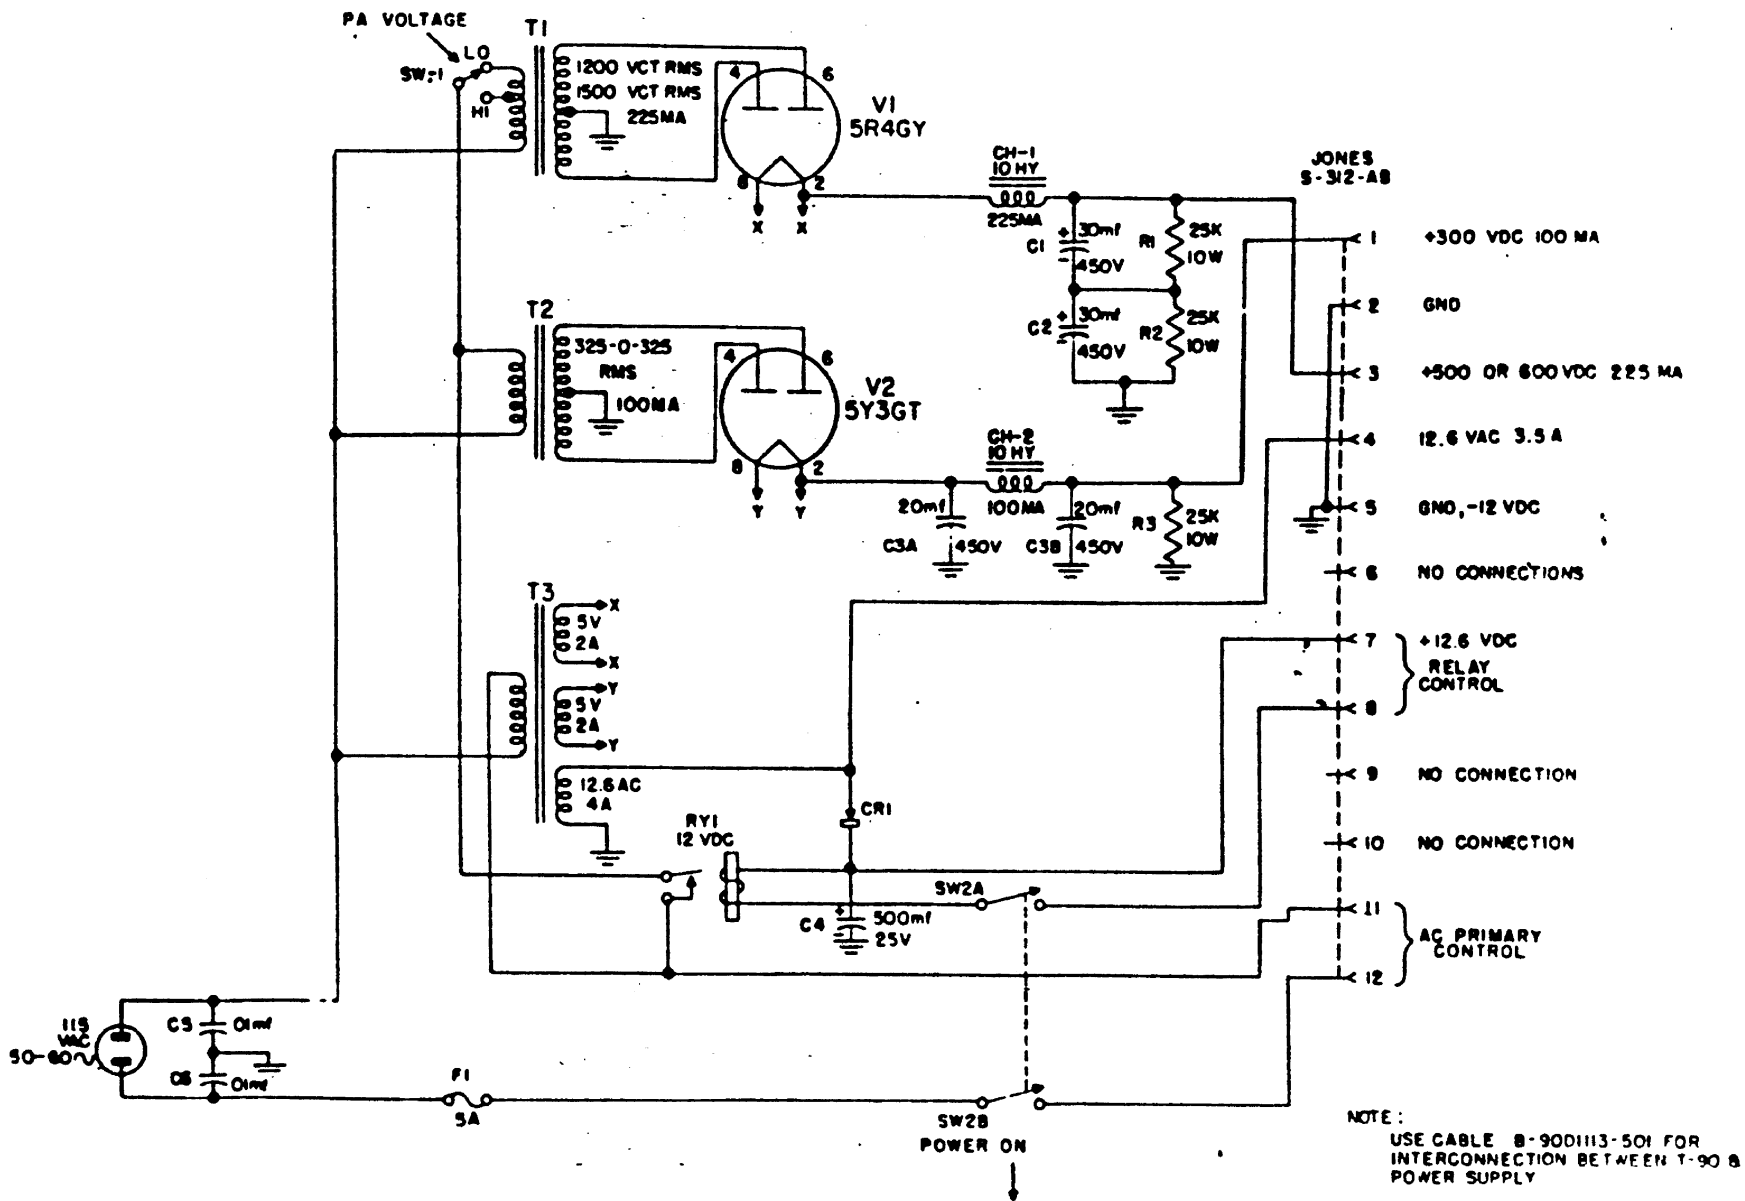 PA VOLTAGE
LO
SW-1
HI
T1
1200 VCT RMS
1500 VCT RMS
225MA
4
6
8
2
X
X
V1
5R4GY
CH-1
10 HY
225MA
C1
30mf
450V
R1
25K
10W
C2
30mf
450V
R2
25K
10W
JONES
S-312-AB
1 +300 VDC 100 MA
2 GND
3 +500 OR 600 VDC 225 MA
4 12.6 VAC 3.5 A
5 GND, -12 VDC
6 NO CONNECTIONS
7 +12.6 VDC
RELAY
CONTROL
8
9 NO CONNECTION
10 NO CONNECTION
11
AC PRIMARY
CONTROL
12
T2
325-0-325
RMS
100MA
4
6
8
2
Y
Y
V2
5Y3GT
CH-2
10 HY
100MA
20mf
C3A
450V
20mf
C3B
450V
R3
25K
10W
T3
X
5V
2A
X
Y
5V
2A
Y
12.6 AC
4A
RY1
12 VDC
CR1
C4
500mf
25V
SW2A
115
VAC
50-60~
C5
.01mf
C6
.01mf
F1
5A
SW2B
POWER ON
NOTE:
USE CABLE 8-90D1113-501 FOR
INTERCONNECTION BETWEEN T-90 &
POWER SUPPLY